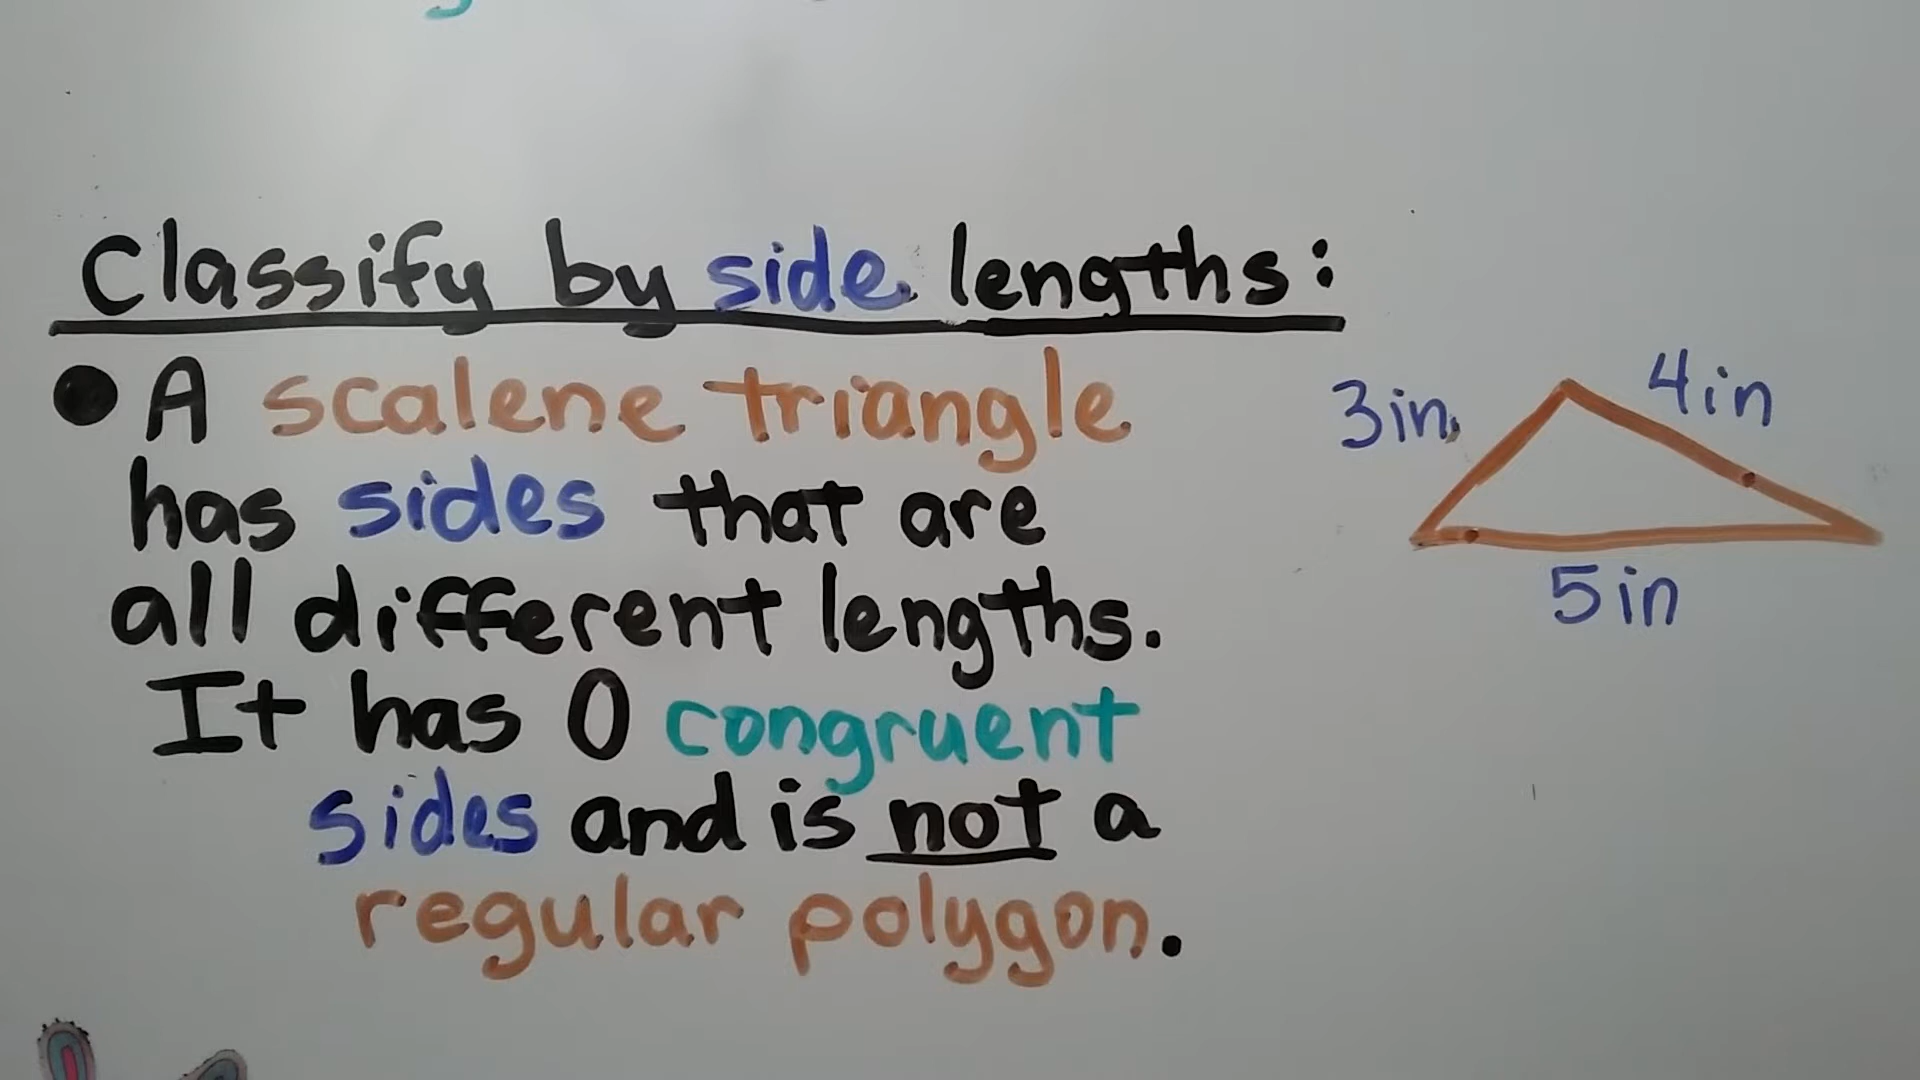 Classify by side lengths:
• A scalene triangle
has sides that are
all different lengths.
It has 0 congruent
sides and is not a
regular polygon.
3in.
4in
5in